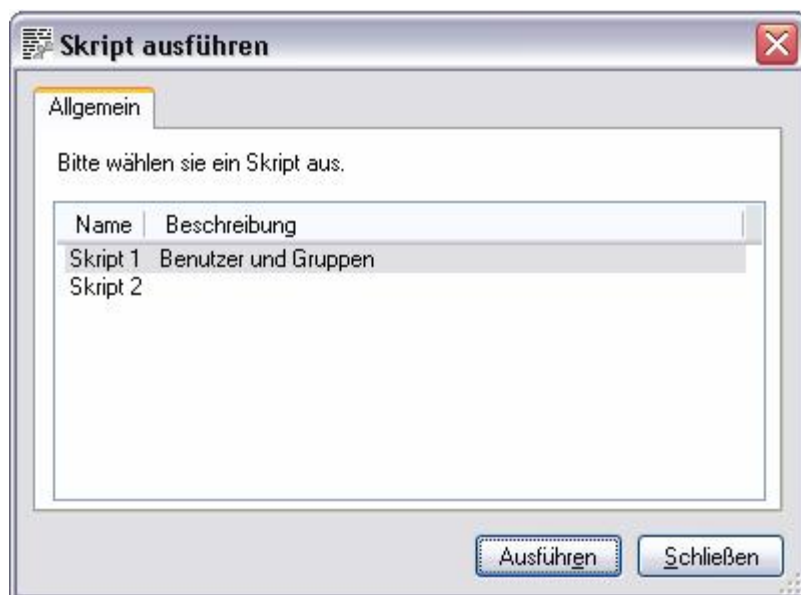 Skript ausführen
Allgemein
Bitte wählen sie ein Skript aus.
Name Beschreibung
Skript 1 Benutzer und Gruppen
Skript 2
Ausführen Schließen